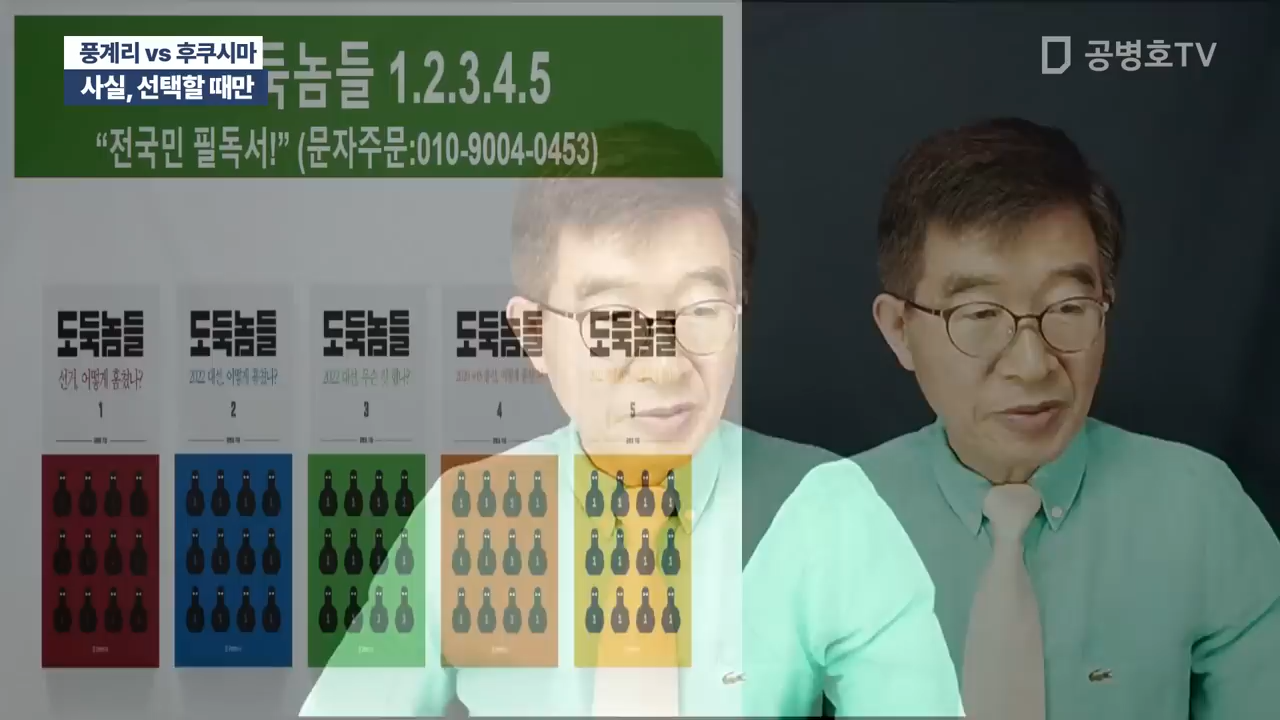 풍계리 vs 후쿠시마
사실, 선택할 때만
둑놈들 1.2.3.4.5
“전국민 필독서!” (문자주문:010-9004-0453)
공병호TV
도둑놈들
선거, 어떻게 훔쳤나?
1
도둑놈들
2022 대선, 어떻게 훔쳤나?
2
도둑놈들
2022 대선, 무슨 짓 했나?
3
도둑놈들
4
도둑놈들
5